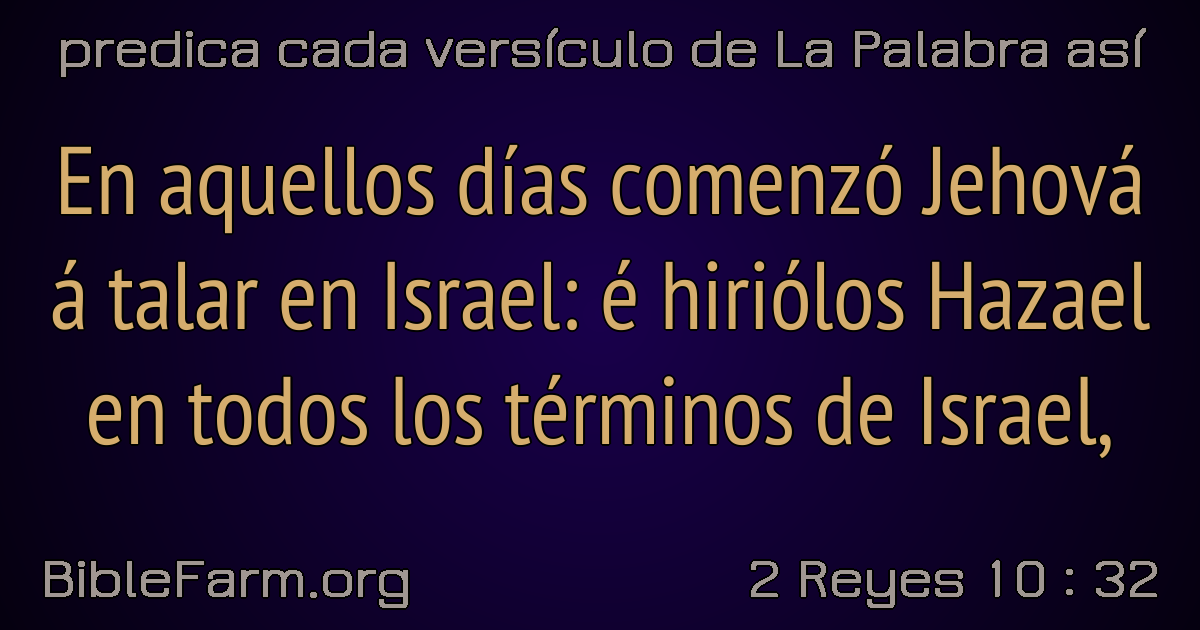 predica cada versículo de La Palabra así
En aquellos días comenzó Jehová
á talar en Israel: é hiriólos Hazael
en todos los términos de Israel,
BibleFarm.org
2 Reyes 10 : 32